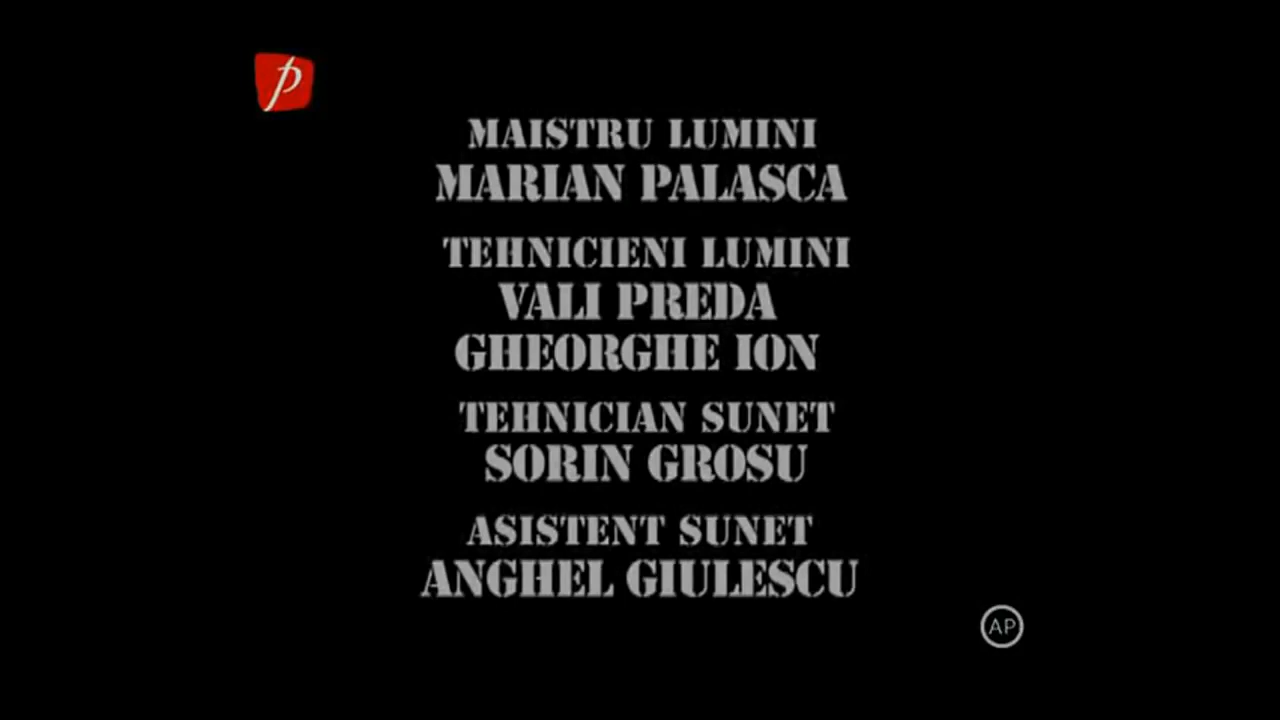 p
MAISTRU LUMINI
MARIAN PALASCA
TEHNICIENI LUMINI
VALI PREDA
GHEORGHE ION
TEHNICIAN SUNET
SORIN GROSU
ASISTENT SUNET
ANGHEL GIULESCU
AP